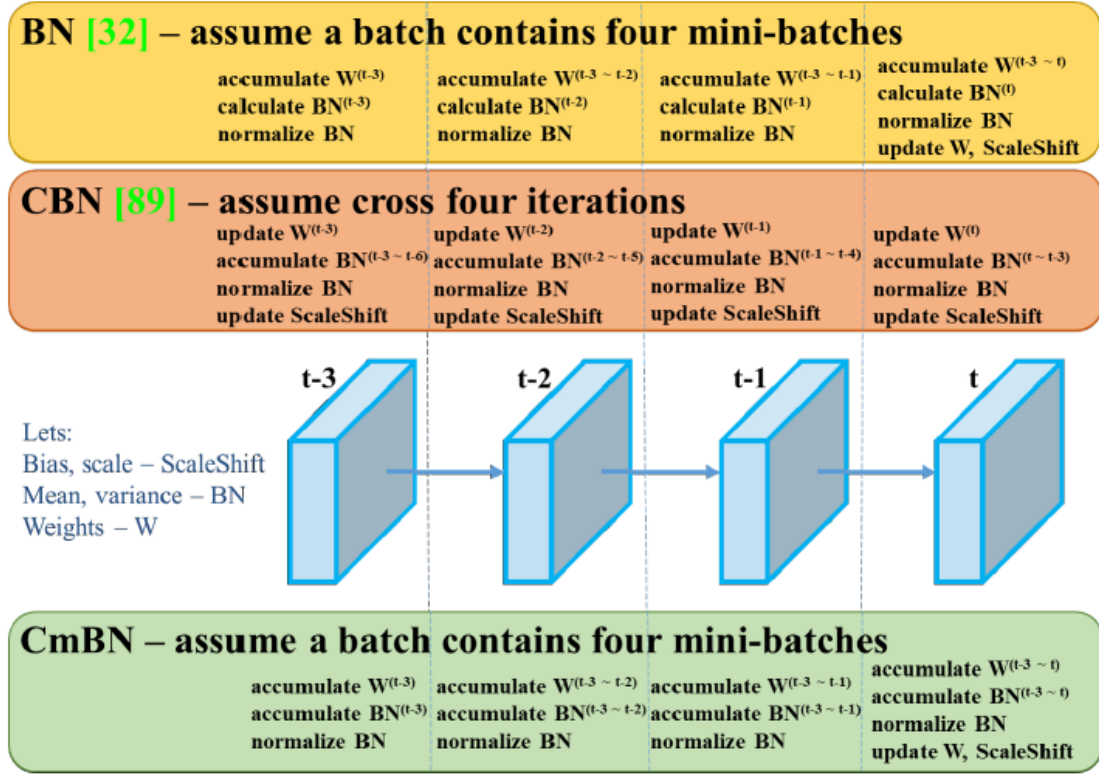 BN [32] – assume a batch contains four mini-batches
accumulate W(t-3)
calculate BN(t-3)
normalize BN
accumulate W(t-3 ~ t-2)
calculate BN(t-2)
normalize BN
accumulate W(t-3 ~ t-1)
calculate BN(t-1)
normalize BN
accumulate W(t-3 ~ t)
calculate BN(t)
normalize BN
update W, ScaleShift
CBN [89] – assume cross four iterations
update W(t-3)
accumulate BN(t-3 ~ t-6)
normalize BN
update ScaleShift
update W(t-2)
accumulate BN(t-2 ~ t-5)
normalize BN
update ScaleShift
update W(t-1)
accumulate BN(t-1 ~ t-4)
normalize BN
update ScaleShift
update W(t)
accumulate BN(t ~ t-3)
normalize BN
update ScaleShift
t-3
t-2
t-1
t
Lets:
Bias, scale – ScaleShift
Mean, variance – BN
Weights – W
CmBN – assume a batch contains four mini-batches
accumulate W(t-3)
accumulate BN(t-3)
normalize BN
accumulate W(t-3 ~ t-2)
accumulate BN(t-3 ~ t-2)
normalize BN
accumulate W(t-3 ~ t-1)
accumulate BN(t-3 ~ t-1)
normalize BN
accumulate W(t-3 ~ t)
accumulate BN(t-3 ~ t)
normalize BN
update W, ScaleShift